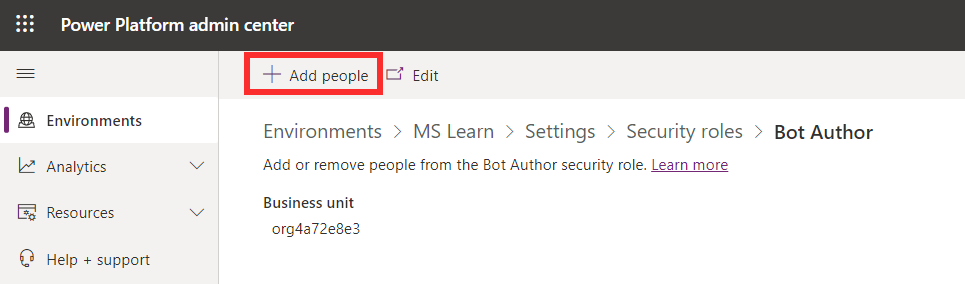 Power Platform admin center
Add people
Edit
Environments
Analytics
Resources
Help + support
Environments > MS Learn > Settings > Security roles > Bot Author
Add or remove people from the Bot Author security role. Learn more
Business unit
org4a72e8e3